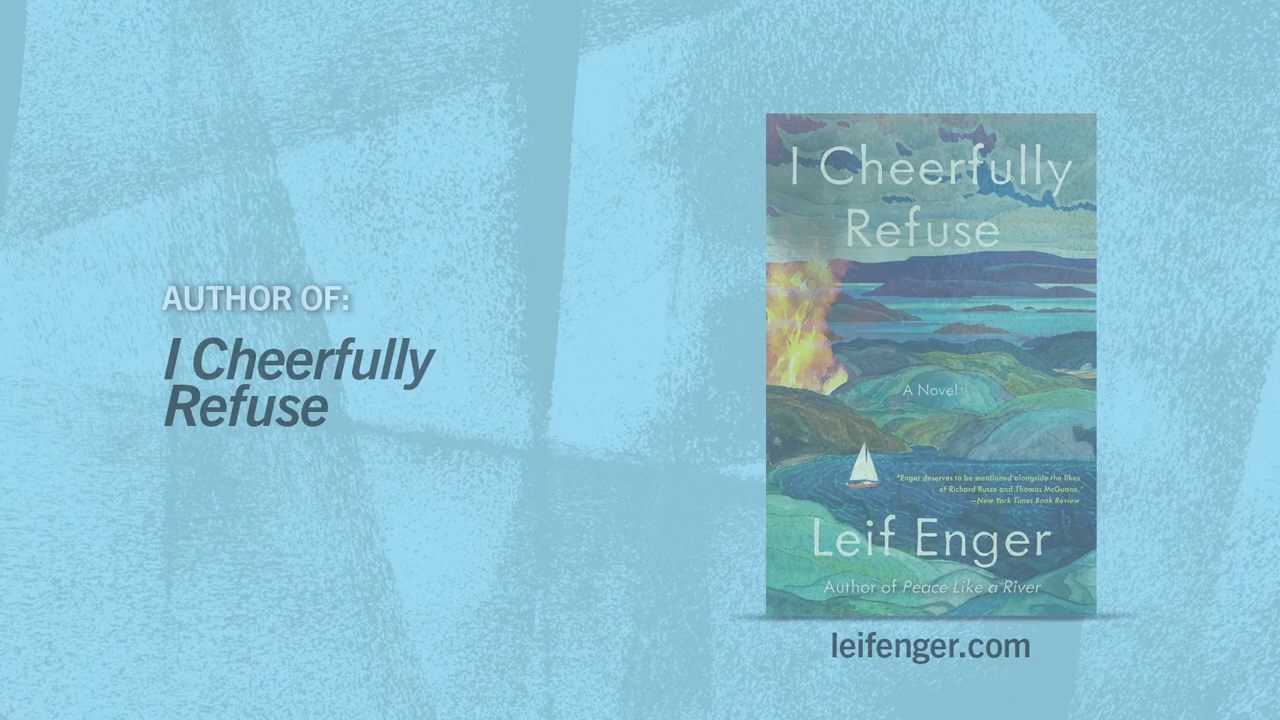 AUTHOR OF:
I Cheerfully
Refuse
I Cheerfully
Refuse
A Novel
"Enger deserves to be mentioned alongside the likes
of Richard Russo and Thomas McGuane."
—New York Times Book Review
Leif Enger
Author of Peace Like a River
leifenger.com